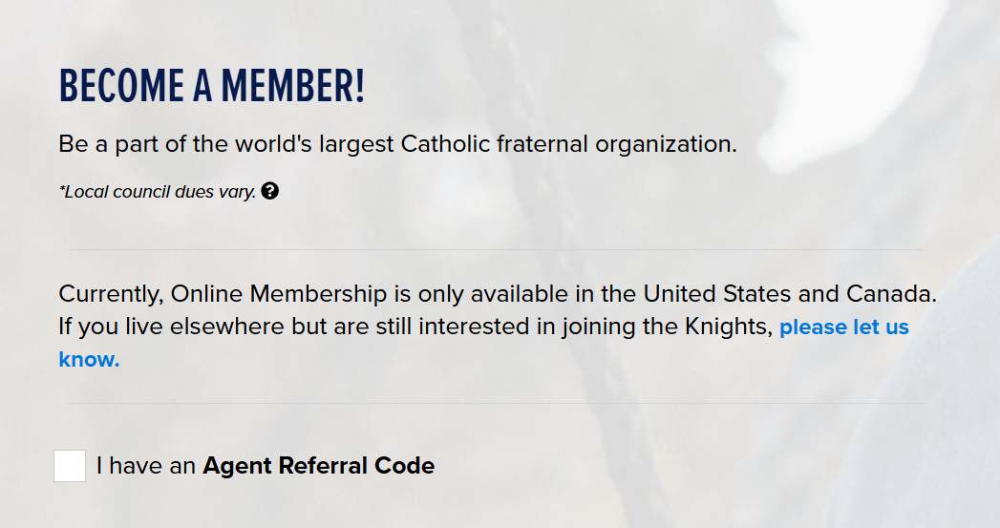 BECOME A MEMBER!
Be a part of the world's largest Catholic fraternal organization.
*Local council dues vary. ?
Currently, Online Membership is only available in the United States and Canada.
If you live elsewhere but are still interested in joining the Knights, please let us
know.
I have an Agent Referral Code